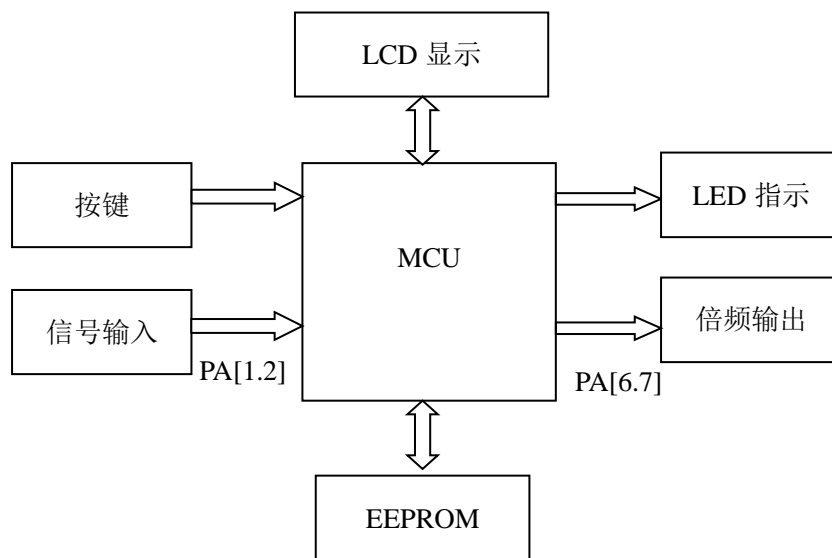 LCD 显示
按键
LED 指示
MCU
信号输入
倍频输出
PA[1.2]
PA[6.7]
EEPROM